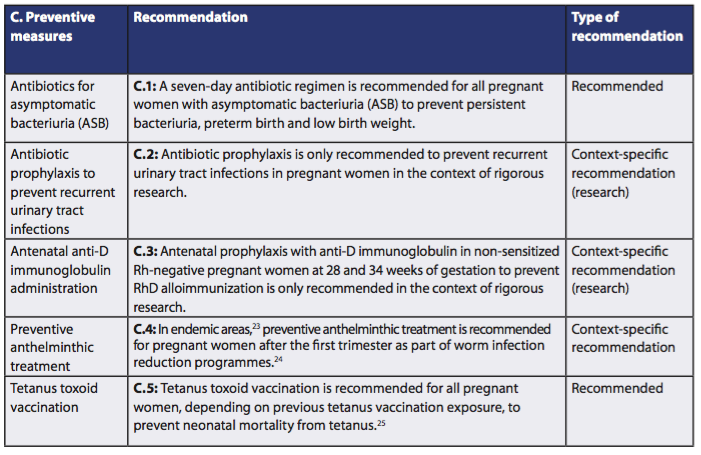 C. Preventive measures
Recommendation
Type of recommendation
Antibiotics for asymptomatic bacteriuria (ASB)
C.1: A seven-day antibiotic regimen is recommended for all pregnant
women with asymptomatic bacteriuria (ASB) to prevent persistent
bacteriuria, preterm birth and low birth weight.
Recommended
Antibiotic
prophylaxis to
prevent recurrent
urinary tract
infections
C.2: Antibiotic prophylaxis is only recommended to prevent recurrent
urinary tract infections in pregnant women in the context of rigorous
research.
Context-specific
recommendation
(research)
Antenatal anti-D
immunoglobulin
administration
C.3: Antenatal prophylaxis with anti-D immunoglobulin in non-sensitized
Rh-negative pregnant women at 28 and 34 weeks of gestation to prevent
RhD alloimmunization is only recommended in the context of rigorous
research.
Context-specific
recommendation
(research)
Preventive
anthelminthic
treatment
C.4: In endemic areas,²³ preventive anthelminthic treatment is recommended
for pregnant women after the first trimester as part of worm infection
reduction programmes.²⁴
Context-specific
recommendation
Tetanus toxoid
vaccination
C.5: Tetanus toxoid vaccination is recommended for all pregnant
women, depending on previous tetanus vaccination exposure, to
prevent neonatal mortality from tetanus.²⁵
Recommended